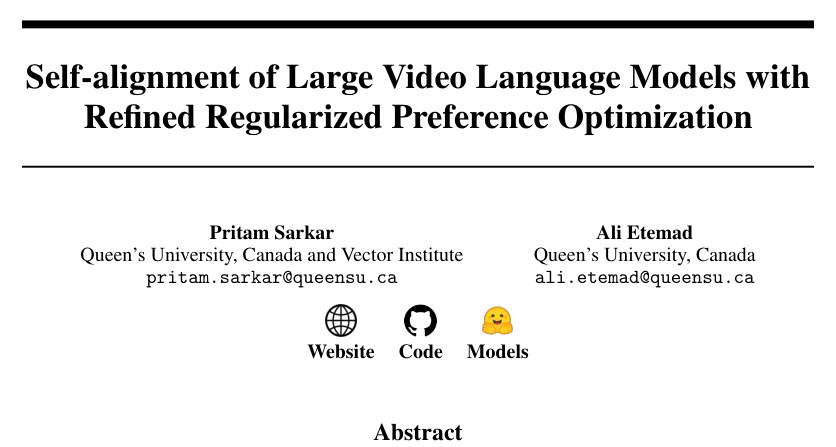 Self-alignment of Large Video Language Models with
Refined Regularized Preference Optimization
Pritam Sarkar
Queen's University, Canada and Vector Institute
pritam.sarkar@queensu.ca
Ali Etemad
Queen's University, Canada
ali.etemad@queensu.ca
Website Code Models
Abstract